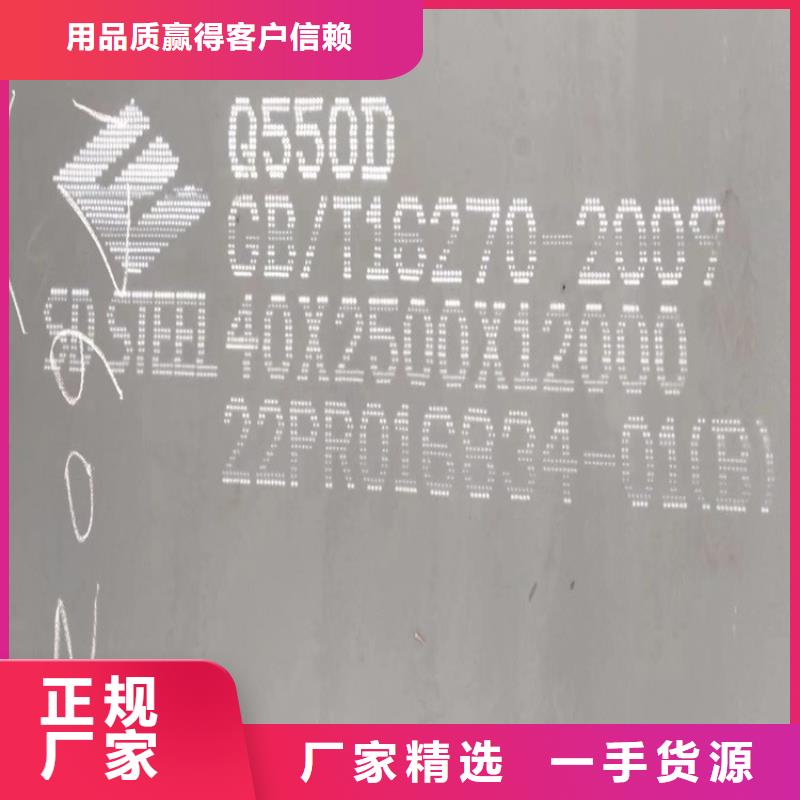 用品质赢得客户信赖
Q550D
GB/T16270-2009
SD STEEL
40X2500X12000
22PR016834-01(B)
正规
厂家
厂家精选 一手货源